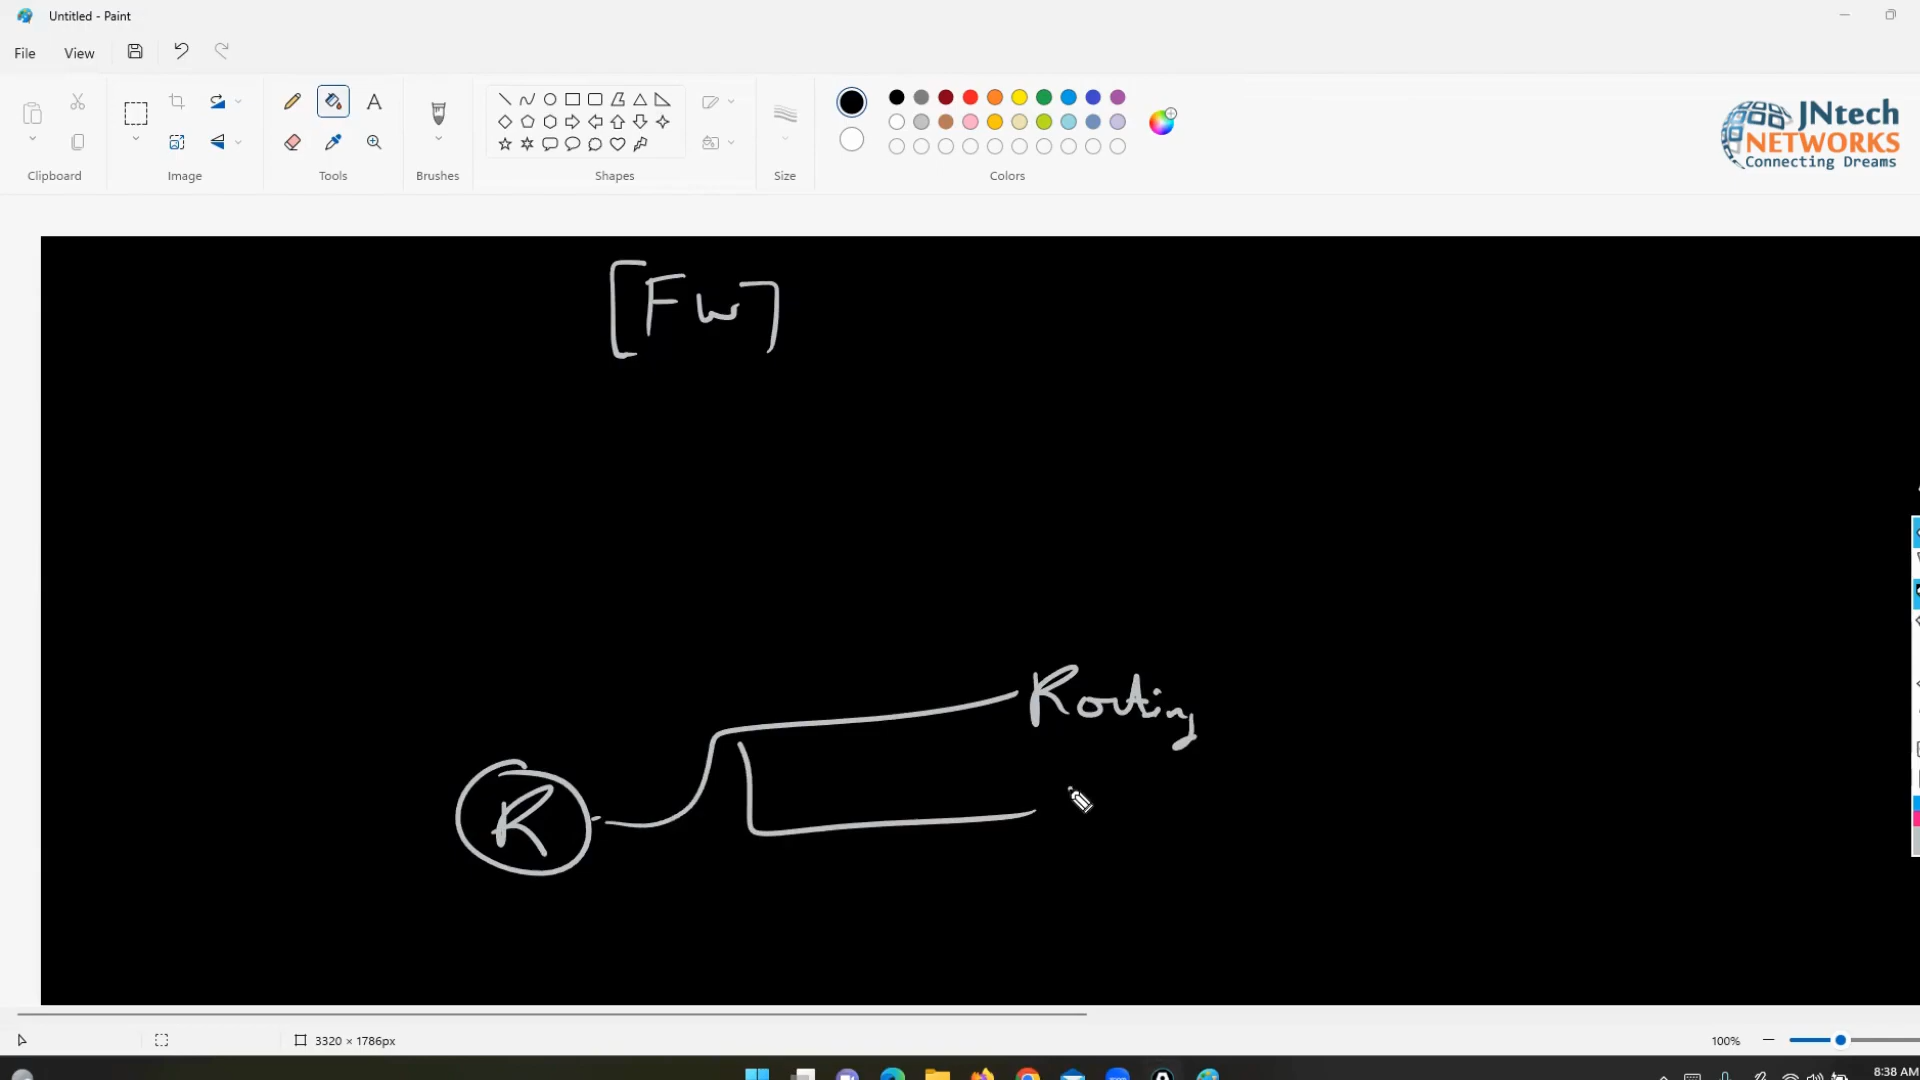 Untitled - Paint
File View
Clipboard Image Tools Brushes Shapes Size Colors
JNtech
NETWORKS
Connecting Dreams
[Fw]
Routing
R
3320 × 1786px 100%
8:38 AM